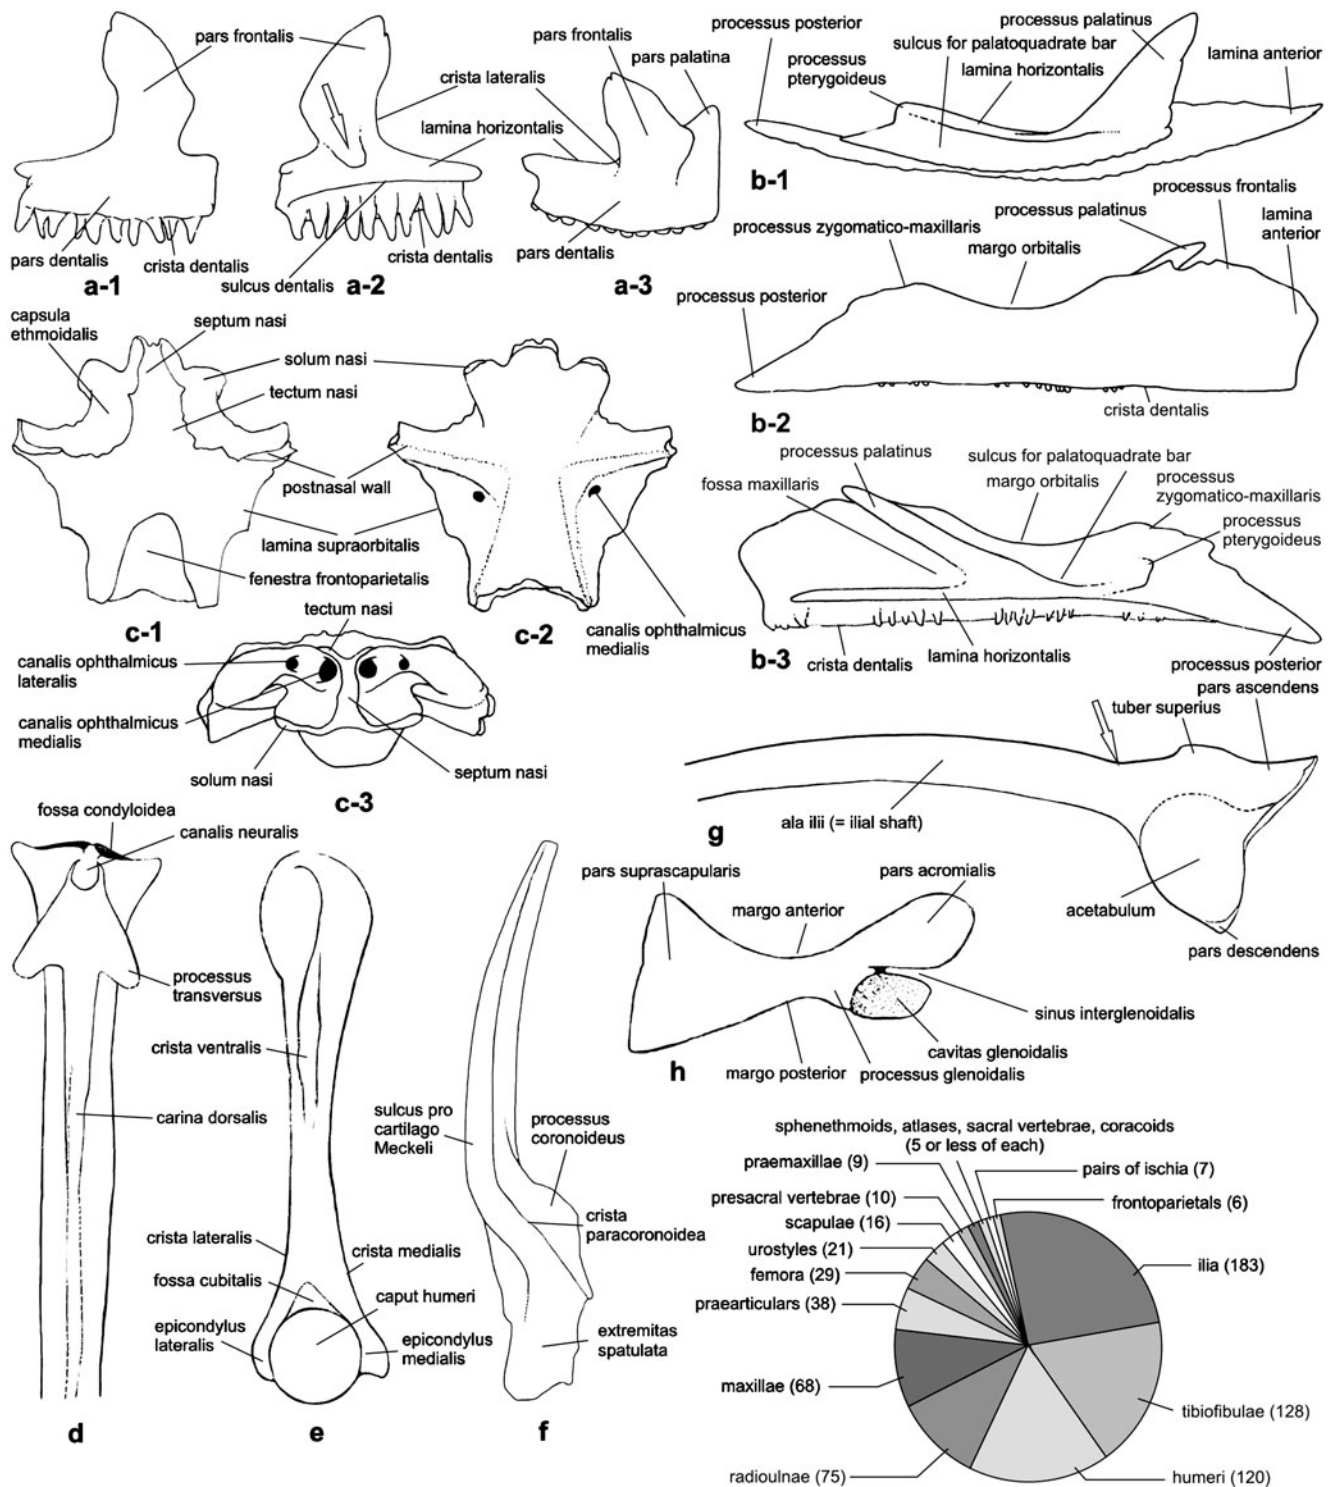 pars frontalis
crista lateralis
lamina horizontalis
pars dentalis
crista dentalis
sulcus dentalis
crista dentalis
a-1
a-2
pars frontalis
pars palatina
pars dentalis
a-3
processus posterior
processus
pterygoideus
sulcus for palatoquadrate bar
lamina horizontalis
processus palatinus
lamina anterior
b-1
processus zygomatico-maxillaris
processus palatinus
margo orbitalis
processus frontalis
lamina
anterior
processus posterior
crista dentalis
b-2
processus palatinus
fossa maxillaris
sulcus for palatoquadrate bar
margo orbitalis
processus
zygomatico-maxillaris
processus
pterygoideus
crista dentalis
lamina horizontalis
processus posterior
b-3
capsula
ethmoidalis
septum nasi
solum nasi
tectum nasi
postnasal wall
lamina supraorbitalis
fenestra frontoparietalis
c-1
c-2
canalis ophthalmicus
medialis
tectum nasi
canalis ophthalmicus
lateralis
canalis ophthalmicus
medialis
solum nasi
septum nasi
c-3
fossa condyloidea
canalis neuralis
processus
transversus
carina dorsalis
d
crista ventralis
crista lateralis
crista medialis
fossa cubitalis
caput humeri
epicondylus
lateralis
epicondylus
medialis
e
sulcus pro
cartilago
Meckeli
processus
coronoideus
crista
paracoronoidea
extremitas
spatulata
f
pars ascendens
tuber superius
ala ilii (= ilial shaft)
acetabulum
pars descendens
g
pars suprascapularis
margo anterior
pars acromialis
sinus interglenoidalis
cavitas glenoidalis
processus glenoidalis
margo posterior
h
sphenethmoids, atlases, sacral vertebrae, coracoids
(5 or less of each)
praemaxillae (9)
pairs of ischia (7)
presacral vertebrae (10)
frontoparietals (6)
scapulae (16)
urostyles (21)
ilia (183)
femora (29)
praearticulars (38)
maxillae (68)
tibiofibulae (128)
radioulnae (75)
humeri (120)